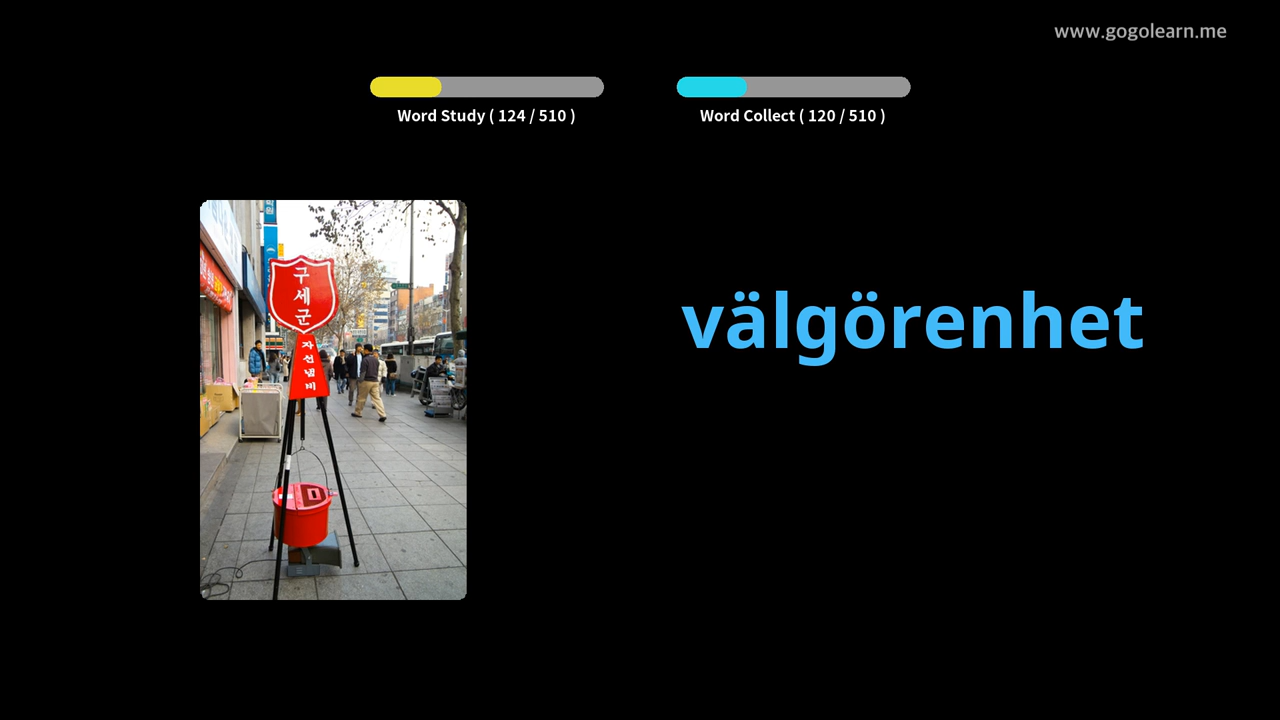 www.gogolearn.me
Word Study ( 124 / 510 )
Word Collect ( 120 / 510 )
구세군
자선냄비
välgörenhet